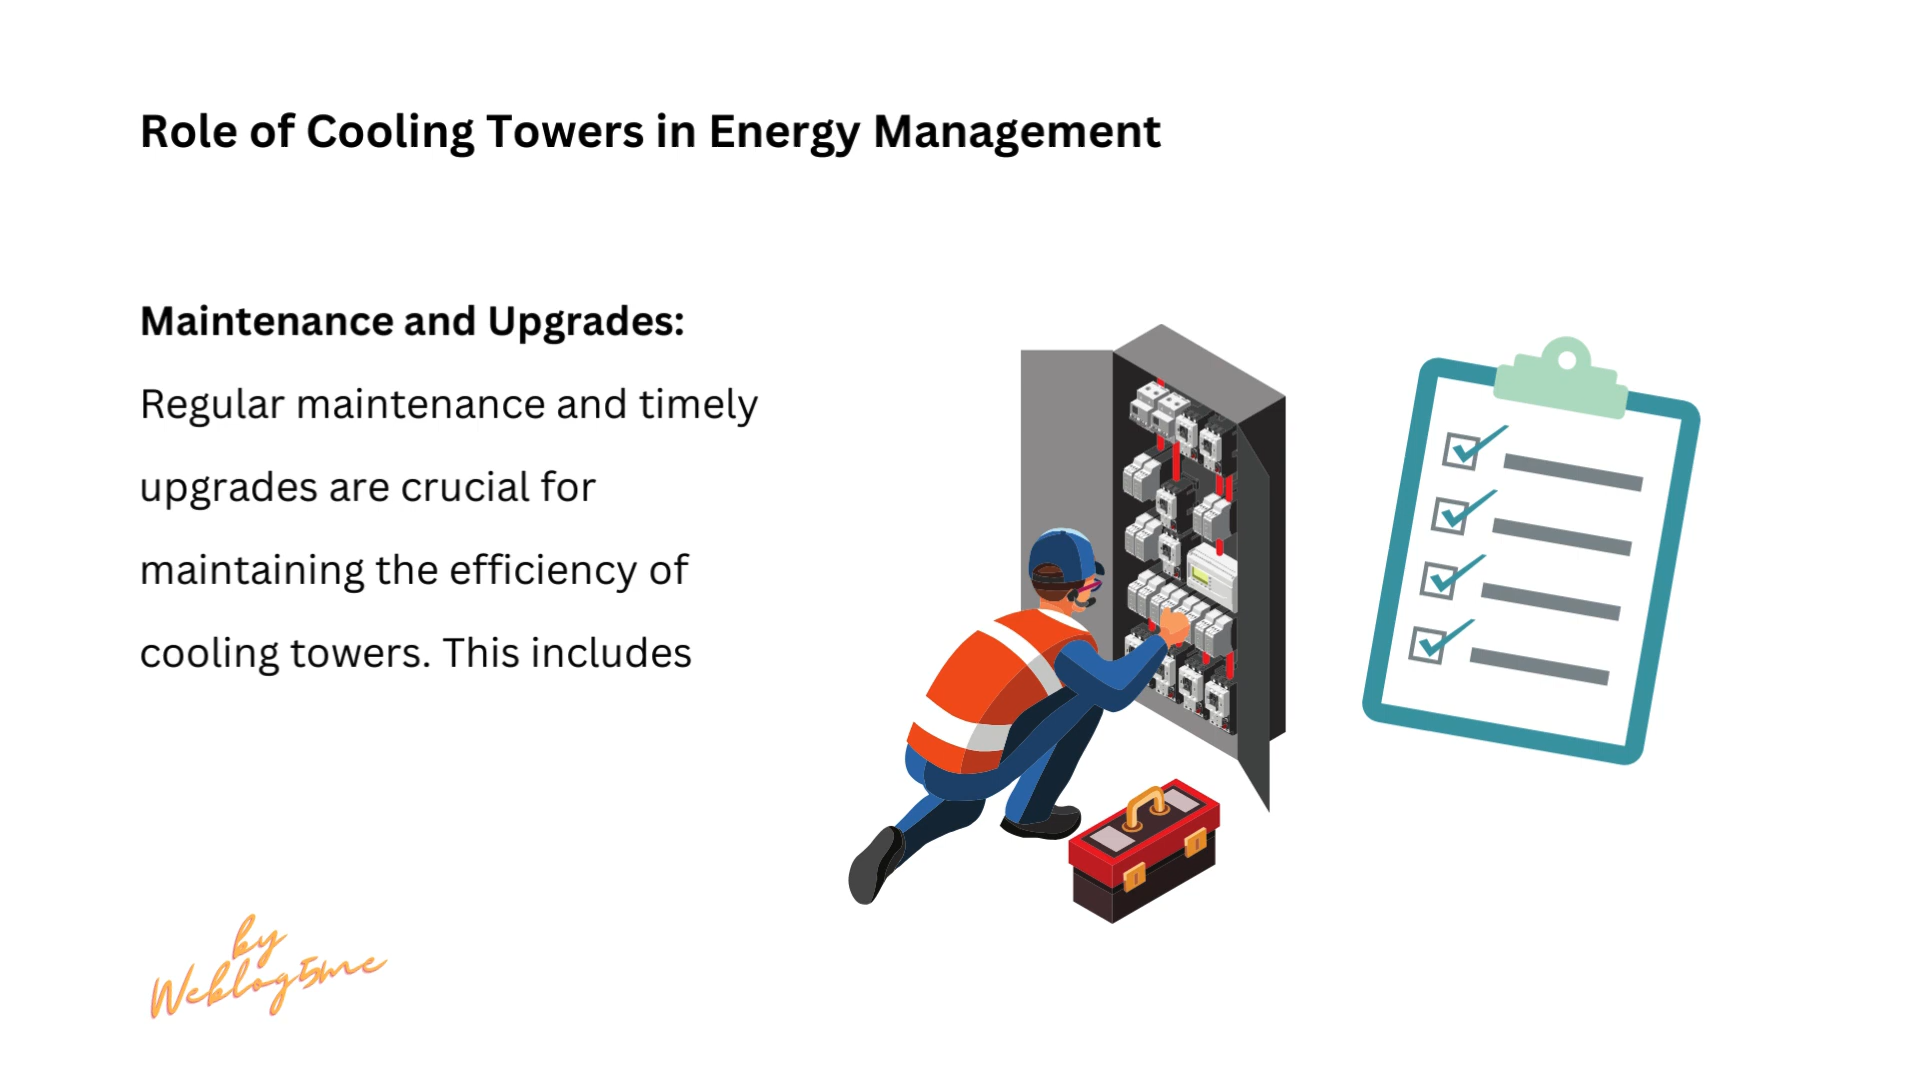 Role of Cooling Towers in Energy Management
Maintenance and Upgrades:
Regular maintenance and timely
upgrades are crucial for
maintaining the efficiency of
cooling towers. This includes
by
Weblog5me